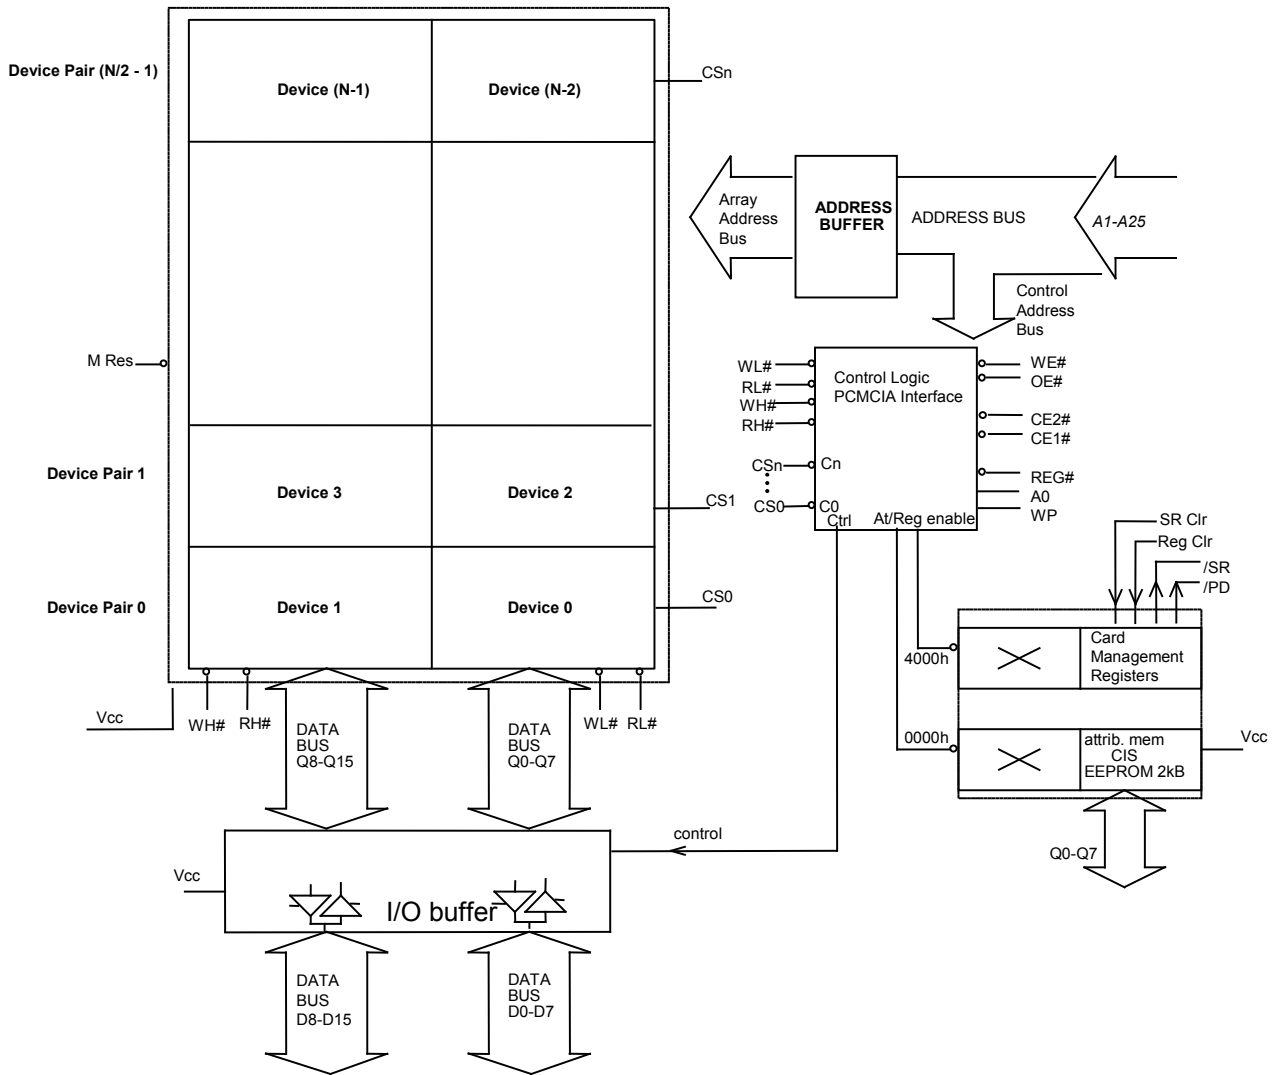 Device Pair (N/2 - 1)
Device (N-1)
Device (N-2)
CSn
Array
Address
Bus
ADDRESS
BUFFER
ADDRESS BUS
A1-A25
Control
Address
Bus
M Res
WL#
RL#
WH#
RH#
CSn
CS0
Control Logic
PCMCIA Interface
Cn
C0
Ctrl
At/Reg enable
WE#
OE#
CE2#
CE1#
REG#
A0
WP
Device Pair 1
Device 3
Device 2
CS1
Device Pair 0
Device 1
Device 0
CS0
SR Clr
Reg Clr
/SR
/PD
4000h
Card
Management
Registers
0000h
attrib. mem
CIS
EEPROM 2kB
Vcc
Q0-Q7
Vcc
WH#
RH#
DATA
BUS
Q8-Q15
DATA
BUS
Q0-Q7
WL#
RL#
control
Vcc
I/O buffer
DATA
BUS
D8-D15
DATA
BUS
D0-D7